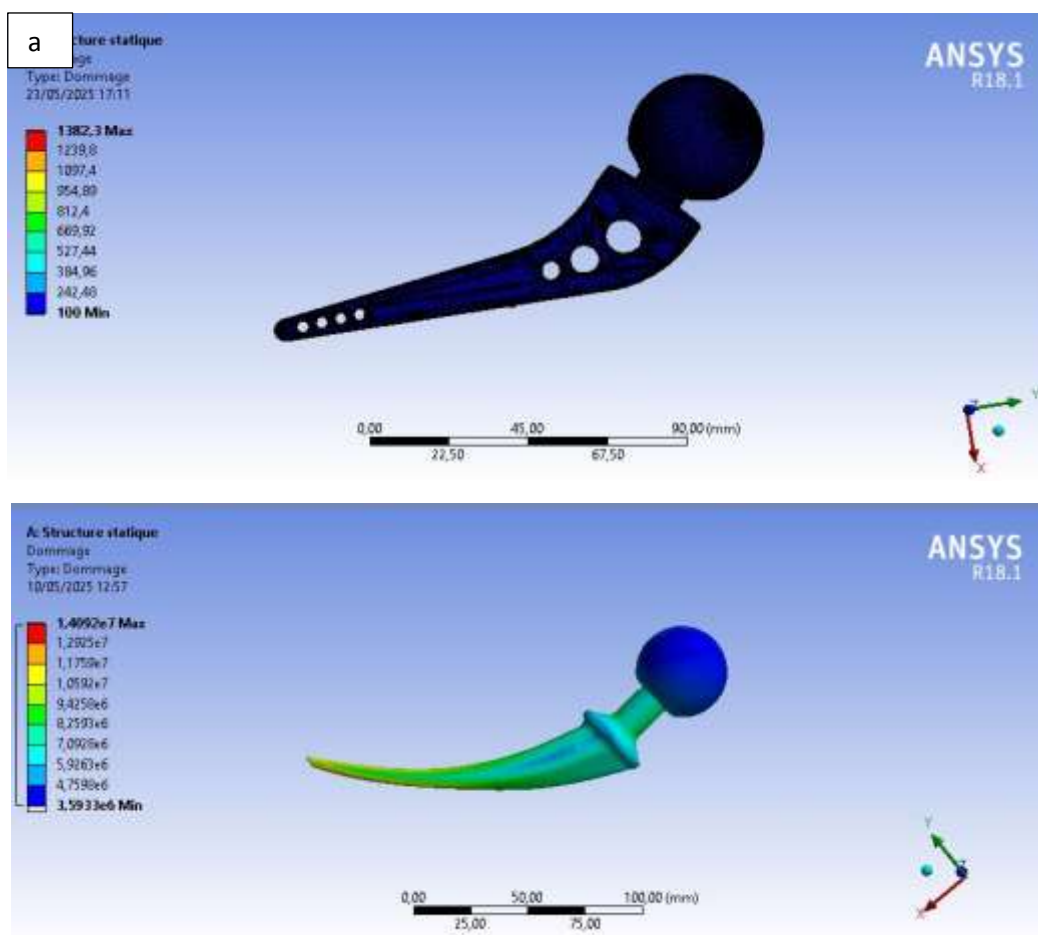 a
cture statique
ge
Type: Dommage
23/05/2025 17:11
ANSYS
R18.1
1382,3 Max
1239,8
1097,4
954,89
812,4
669,92
527,44
384,96
242,48
100 Min
0,00 45,00 90,00 (mm)
22,50 67,50
Y
X
A: Structure statique
Dommage
Type: Dommage
10/05/2025 12:57
ANSYS
R18.1
1,4092e7 Max
1,2925e7
1,1759e7
1,0592e7
9,4258e6
8,2593e6
7,0928e6
5,9263e6
4,7598e6
3,5933e6 Min
0,00 50,00 100,00 (mm)
25,00 75,00
Y
X